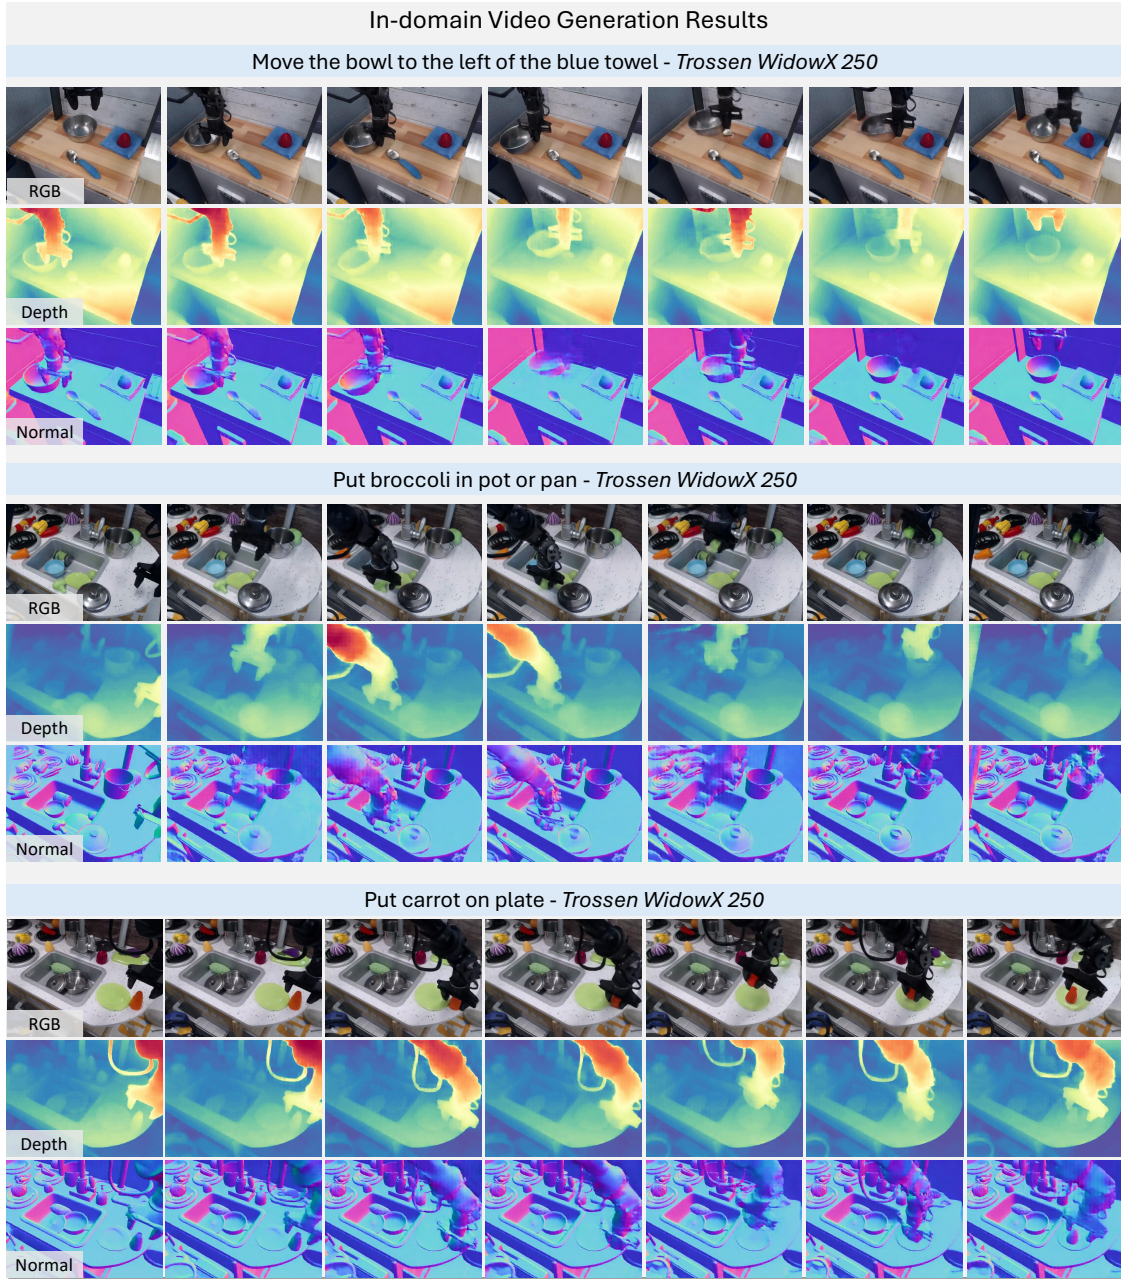 In-domain Video Generation Results
Move the bowl to the left of the blue towel - Trossen WidowX 250
RGB
Depth
Normal
Put broccoli in pot or pan - Trossen WidowX 250
RGB
Depth
Normal
Put carrot on plate - Trossen WidowX 250
RGB
Depth
Normal